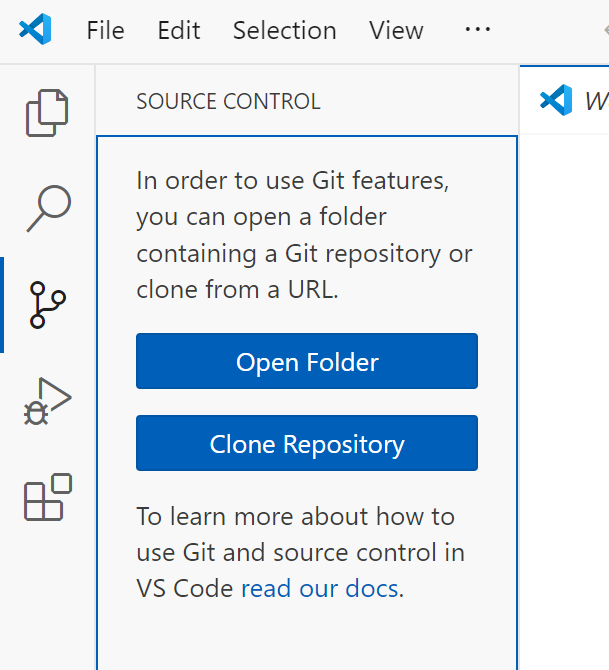 File Edit Selection View ...
SOURCE CONTROL
In order to use Git features,
you can open a folder
containing a Git repository or
clone from a URL.
Open Folder
Clone Repository
To learn more about how to
use Git and source control in
VS Code read our docs.